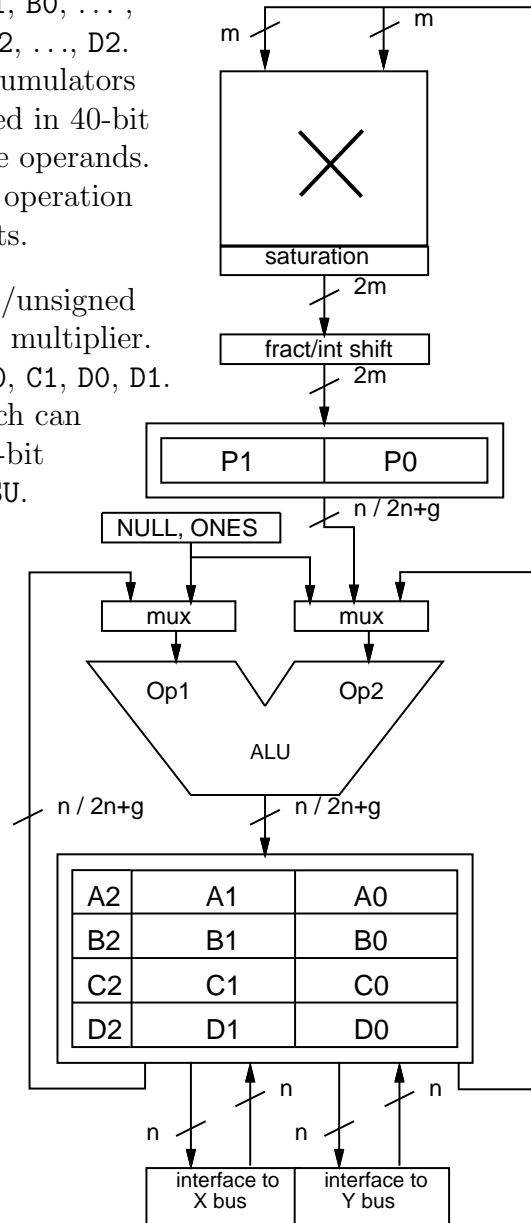 1, B0, ... ,
2, ..., D2.
umulators
ed in 40-bit
e operands.
operation
ts.
/unsigned
multiplier.
0, C1, D0, D1.
ch can
-bit
SU.
m
m
saturation
2m
fract/int shift
2m
P1 P0
n / 2n+g
NULL, ONES
mux mux
Op1 Op2
ALU
n / 2n+g n / 2n+g
A2 A1 A0
B2 B1 B0
C2 C1 C0
D2 D1 D0
n n
n n
interface to interface to
X bus Y bus